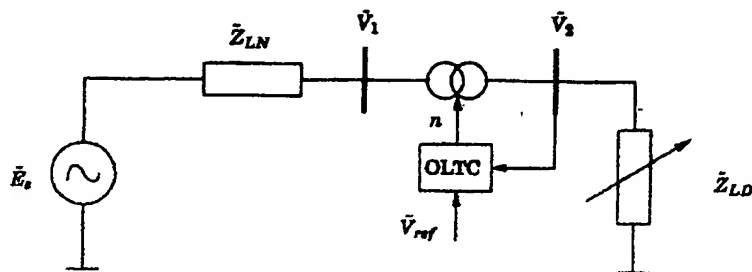 Z̃_LN
Ṽ_1
Ṽ_2
n
OLTC
Ẽ_s
Ṽ_ref
Z̃_LD